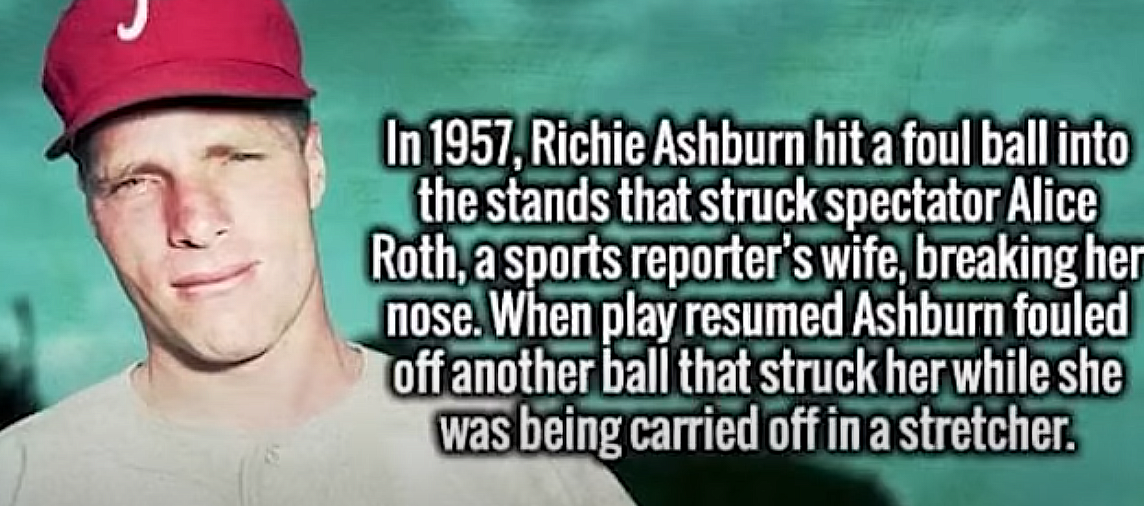 In 1957, Richie Ashburn hit a foul ball into
the stands that struck spectator Alice
Roth, a sports reporter's wife, breaking her
nose. When play resumed Ashburn fouled
off another ball that struck her while she
was being carried off in a stretcher.